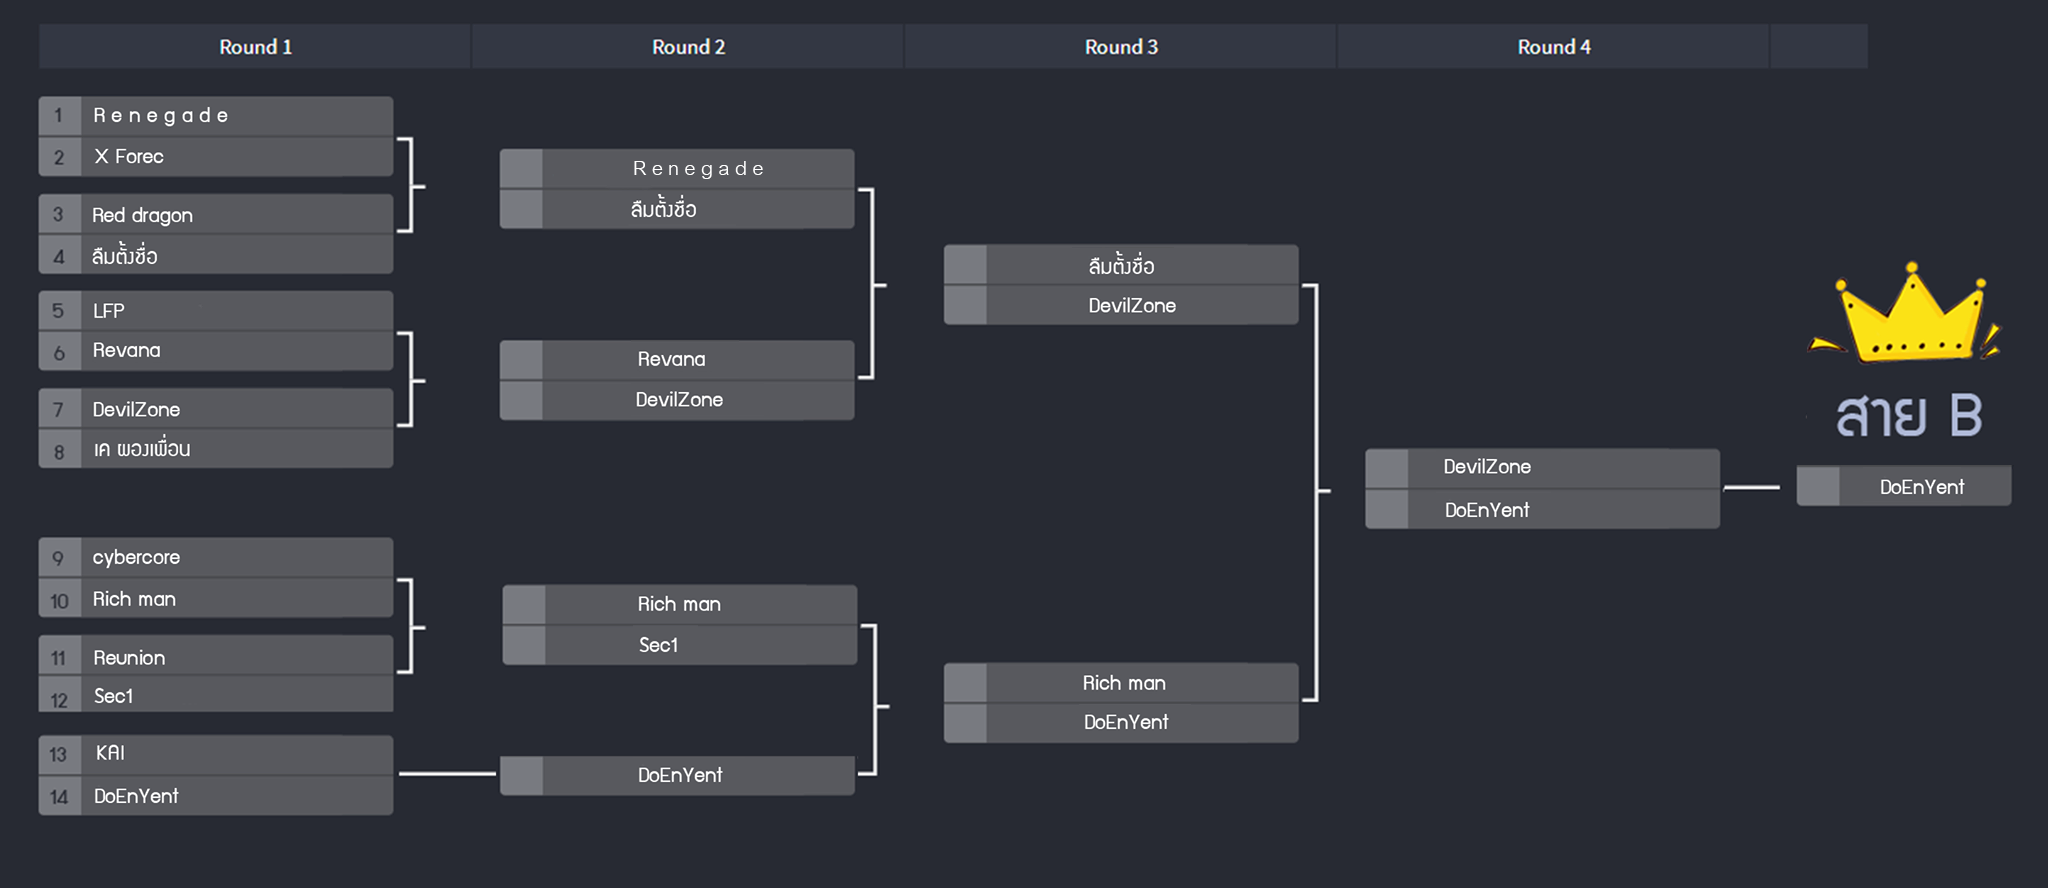 Round 1
Round 2
Round 3
Round 4
1 Renegade
2 X Forec
3 Red dragon
4 ลืมตั้งชื่อ
5 LFP
6 Revana
7 DevilZone
8 เค ผองเพื่อน
9 cybercore
10 Rich man
11 Reunion
12 Sec1
13 KAI
14 DoEnYent
Renegade
ลืมตั้งชื่อ
Revana
DevilZone
Rich man
Sec1
DoEnYent
ลืมตั้งชื่อ
DevilZone
Rich man
DoEnYent
DevilZone
DoEnYent
สาย B
DoEnYent